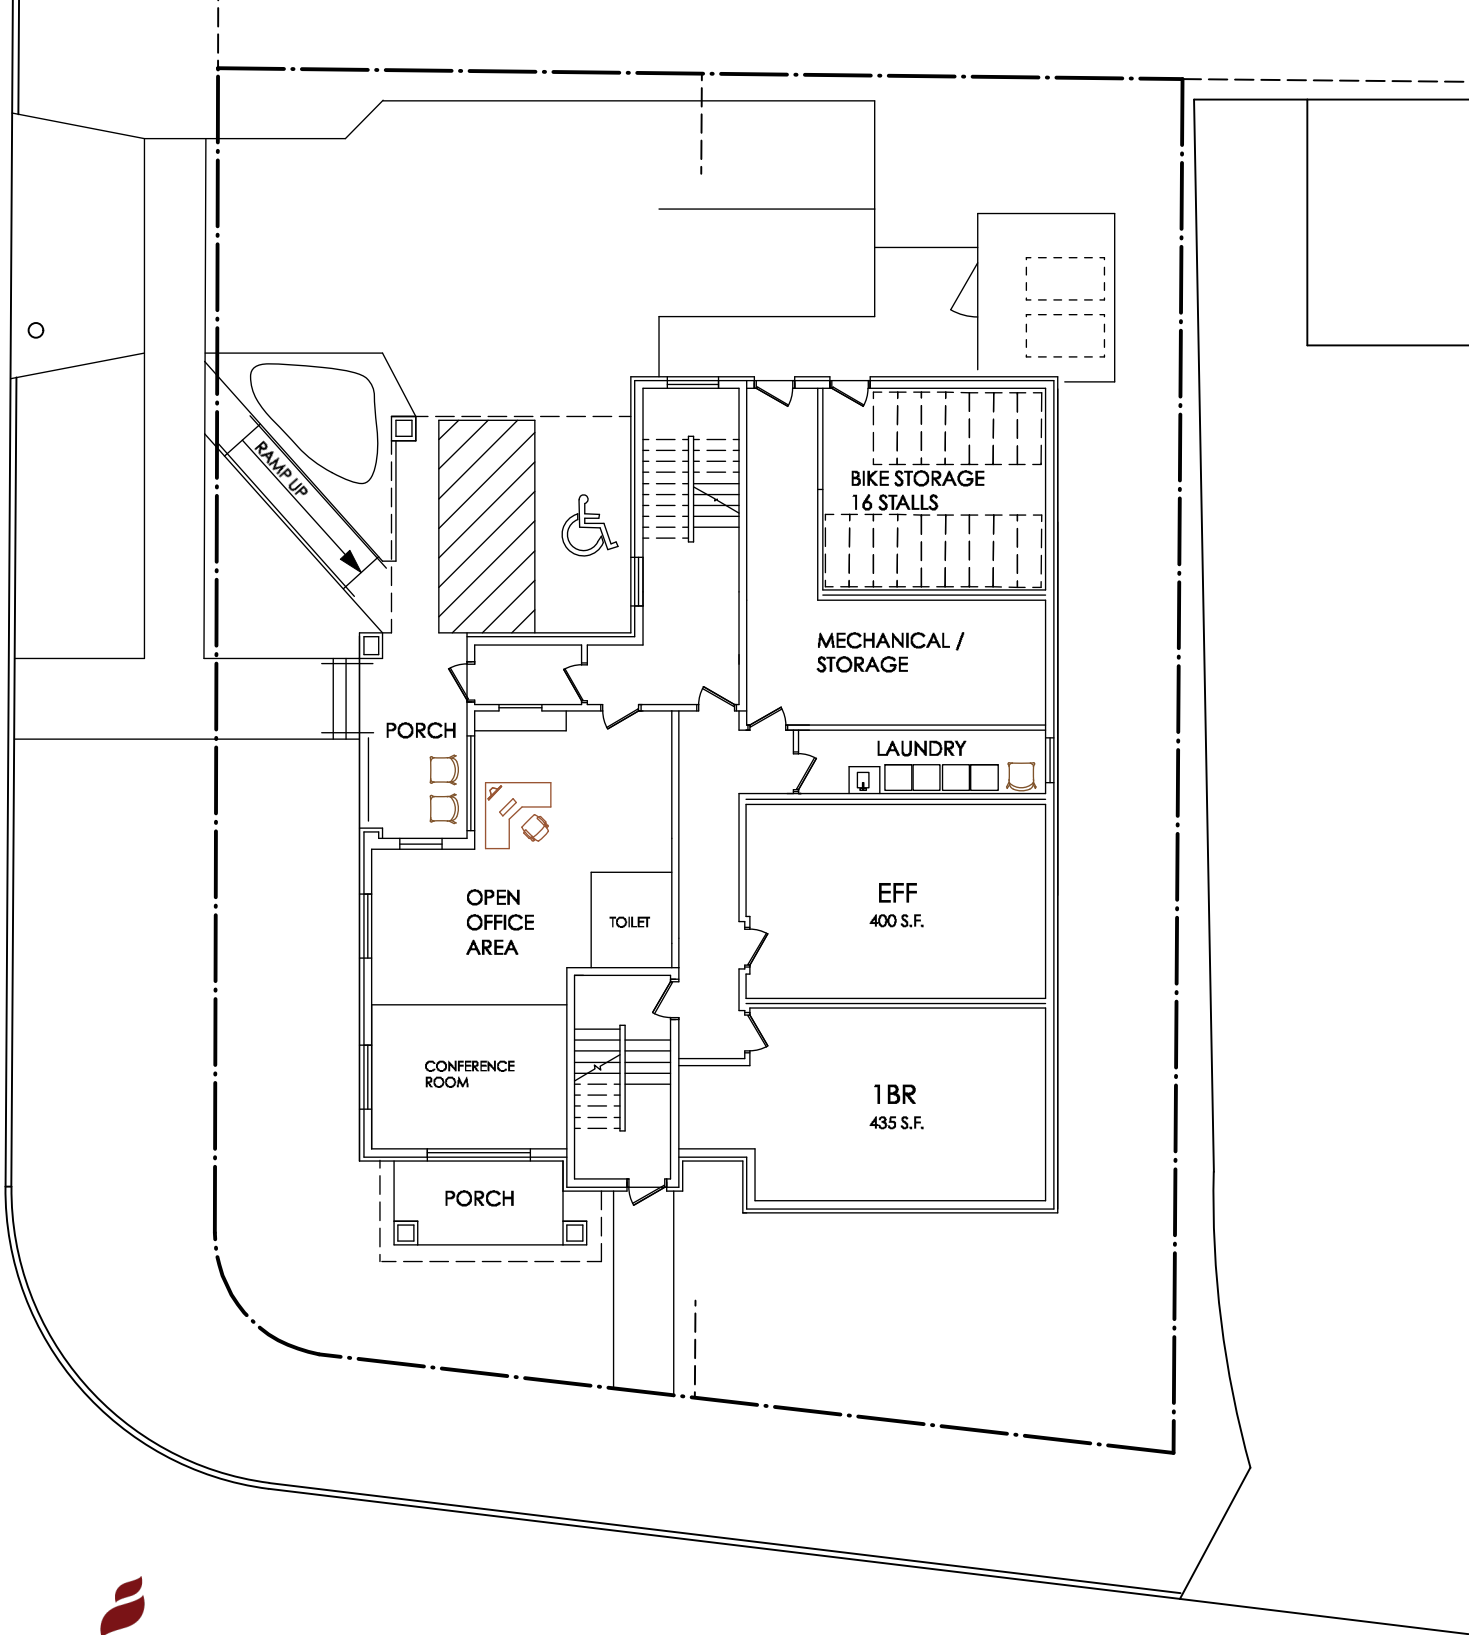 RAMP UP
BIKE STORAGE
16 STALLS
MECHANICAL /
STORAGE
PORCH
LAUNDRY
OPEN
OFFICE
AREA
TOILET
EFF
400 S.F.
CONFERENCE
ROOM
1BR
435 S.F.
PORCH